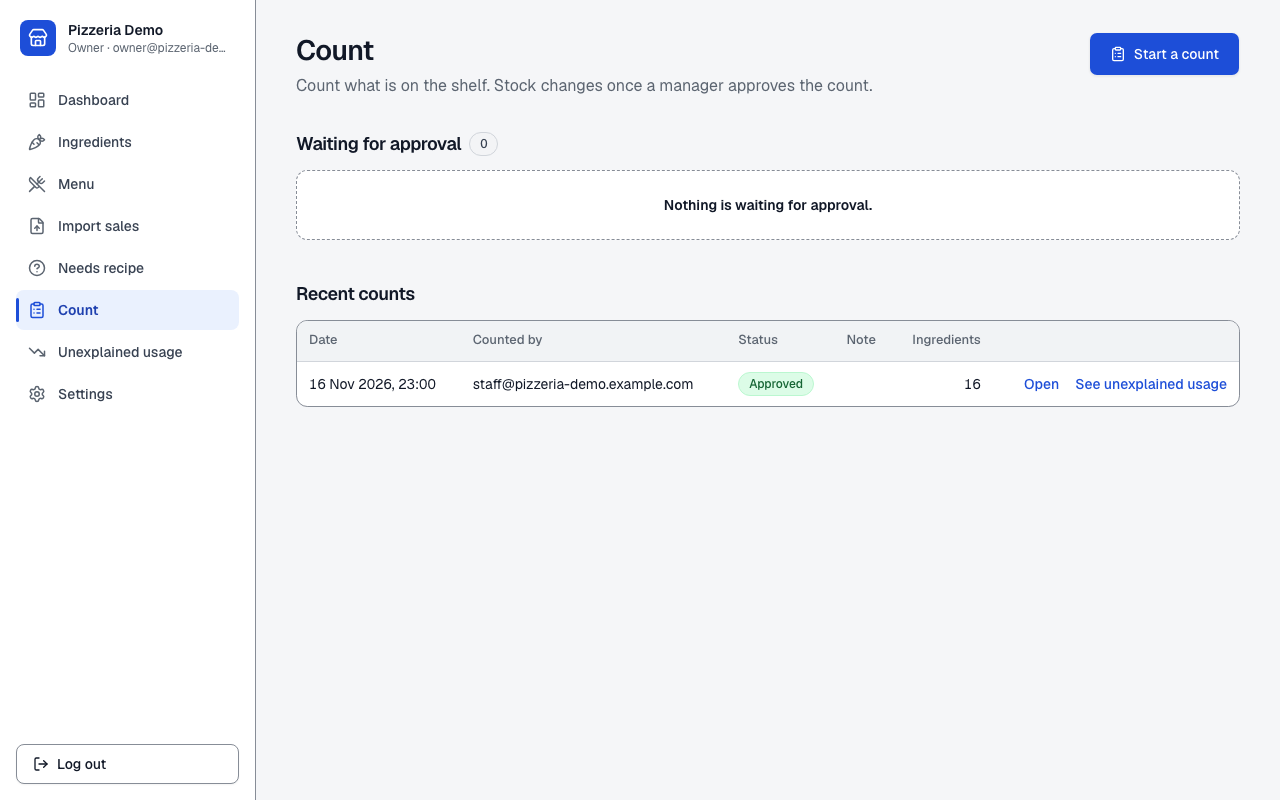 Pizzeria Demo
Owner · owner@pizzeria-de...
Dashboard
Ingredients
Menu
Import sales
Needs recipe
Count
Unexplained usage
Settings
Log out
Count
Start a count
Count what is on the shelf. Stock changes once a manager approves the count.
Waiting for approval 0
Nothing is waiting for approval.
Recent counts
Date Counted by Status Note Ingredients
16 Nov 2026, 23:00 staff@pizzeria-demo.example.com Approved 16 Open See unexplained usage